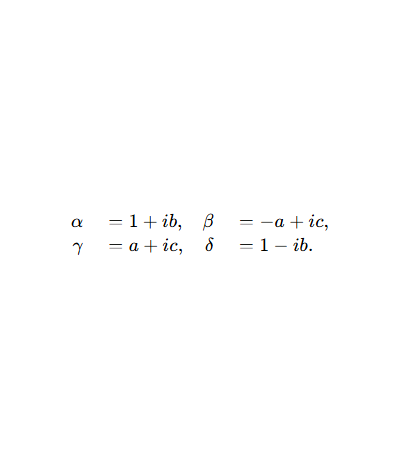 α = 1 + ib, β = −a + ic,
γ = a + ic, δ = 1 − ib.